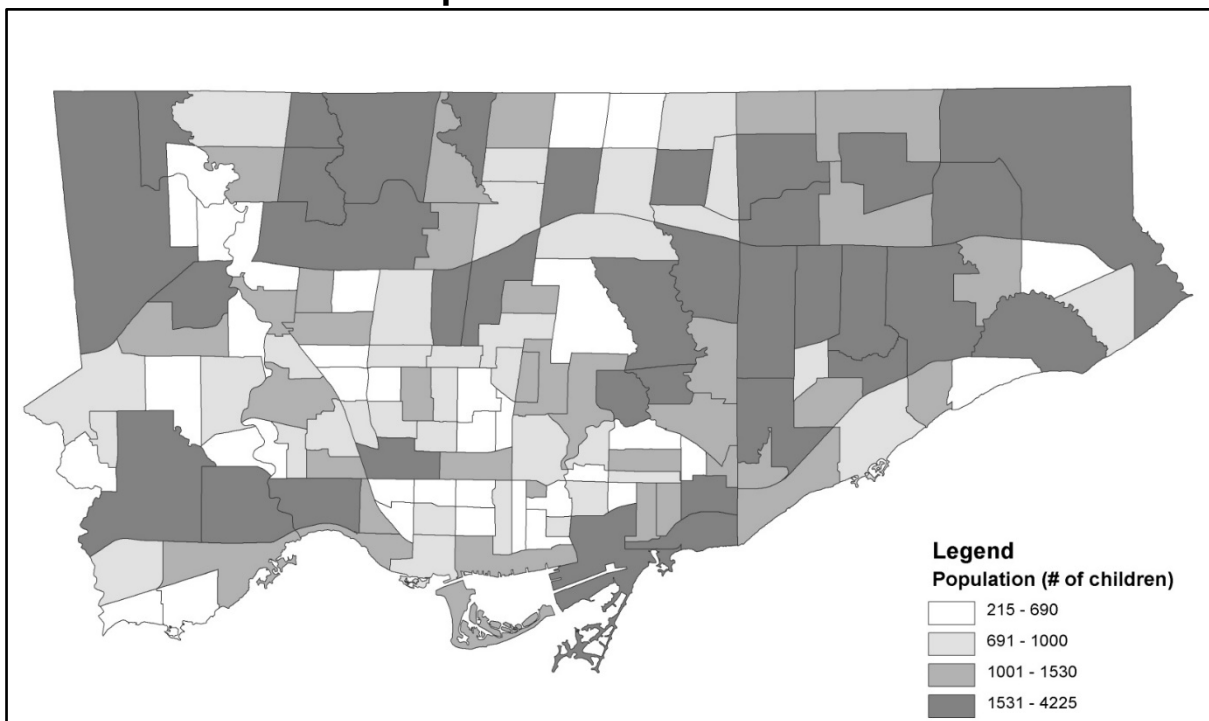 Legend
Population (# of children)
215 - 690
691 - 1000
1001 - 1530
1531 - 4225